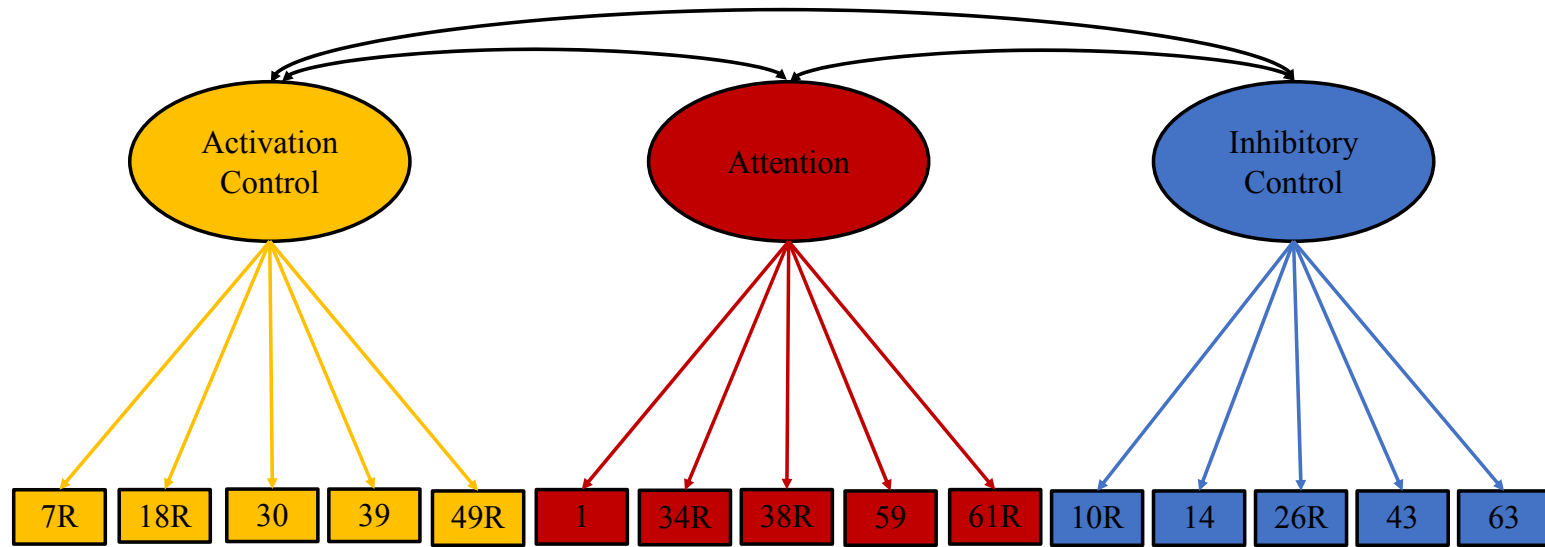 Activation
Control
Attention
Inhibitory
Control
7R 18R 30 39 49R 1 34R 38R 59 61R 10R 14 26R 43 63